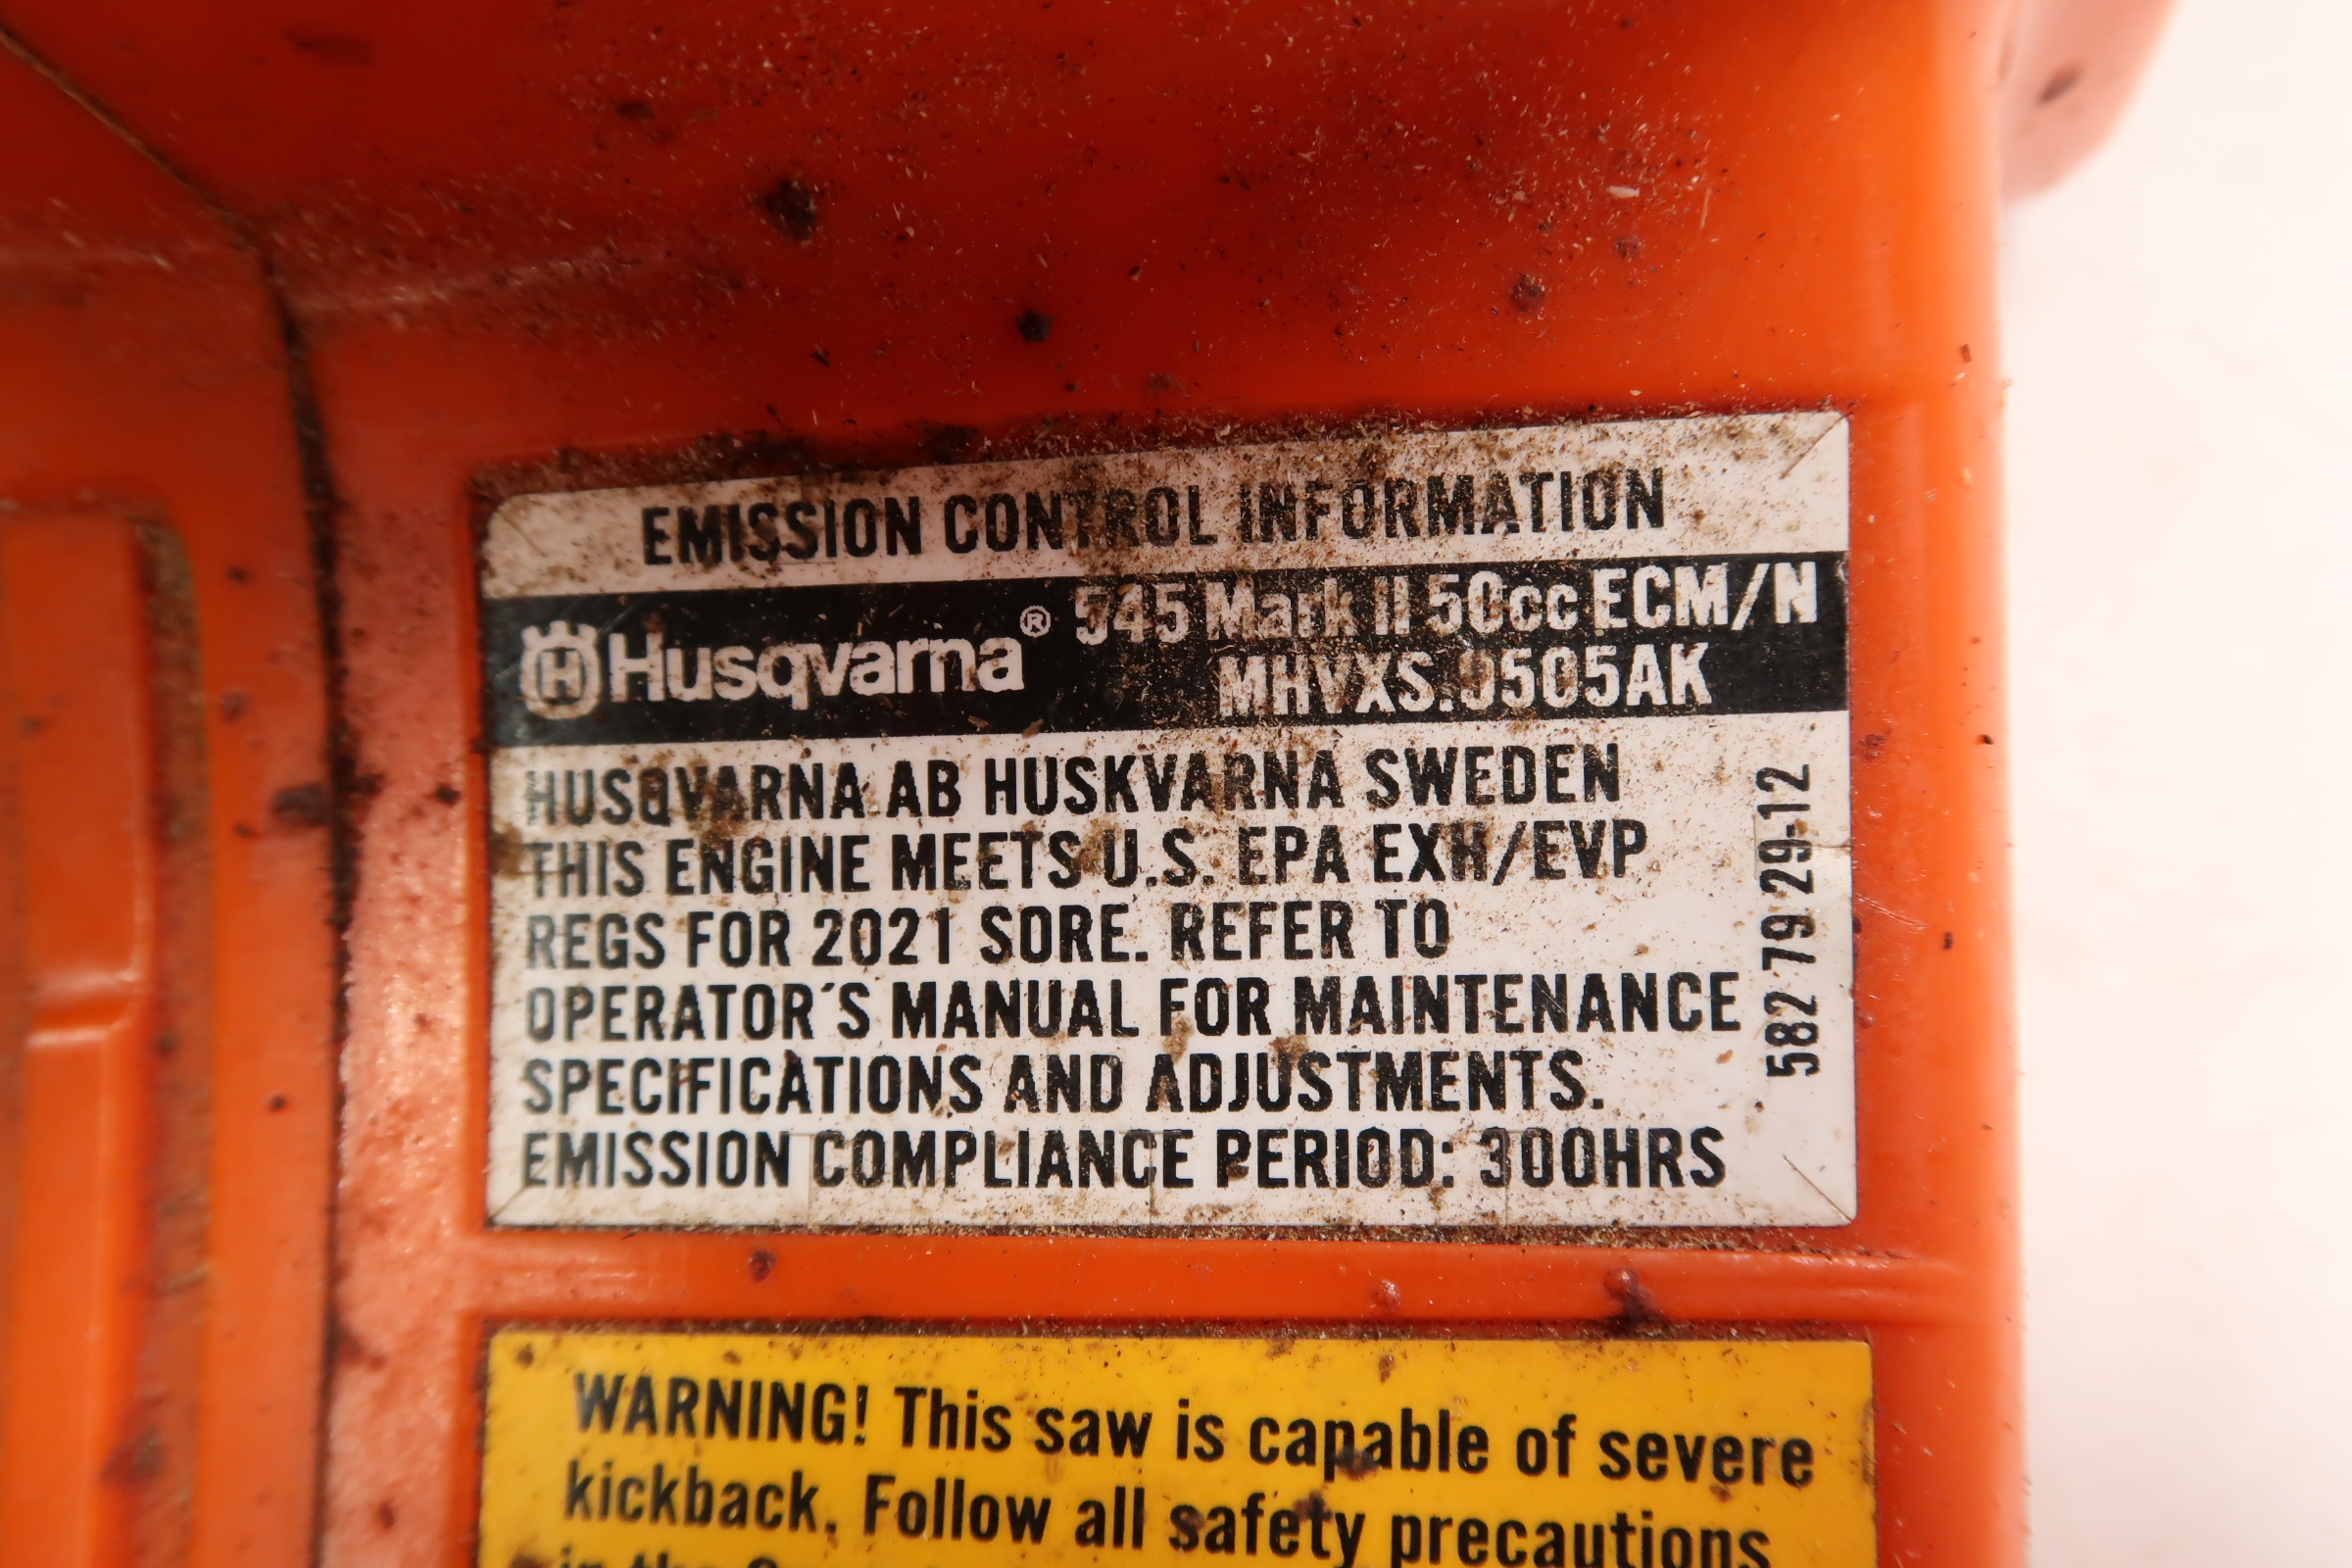 EMISSION CONTROL INFORMATION
H Husqvarna® 545 Mark II 50cc ECM/N
MHVXS.0505AK
HUSQVARNA AB HUSKVARNA SWEDEN
THIS ENGINE MEETS U.S. EPA EXH/EVP
REGS FOR 2021 SORE. REFER TO
OPERATOR´S MANUAL FOR MAINTENANCE
SPECIFICATIONS AND ADJUSTMENTS.
EMISSION COMPLIANCE PERIOD: 300HRS
582 79 29-12
WARNING! This saw is capable of severe
kickback. Follow all safety precautions
in the